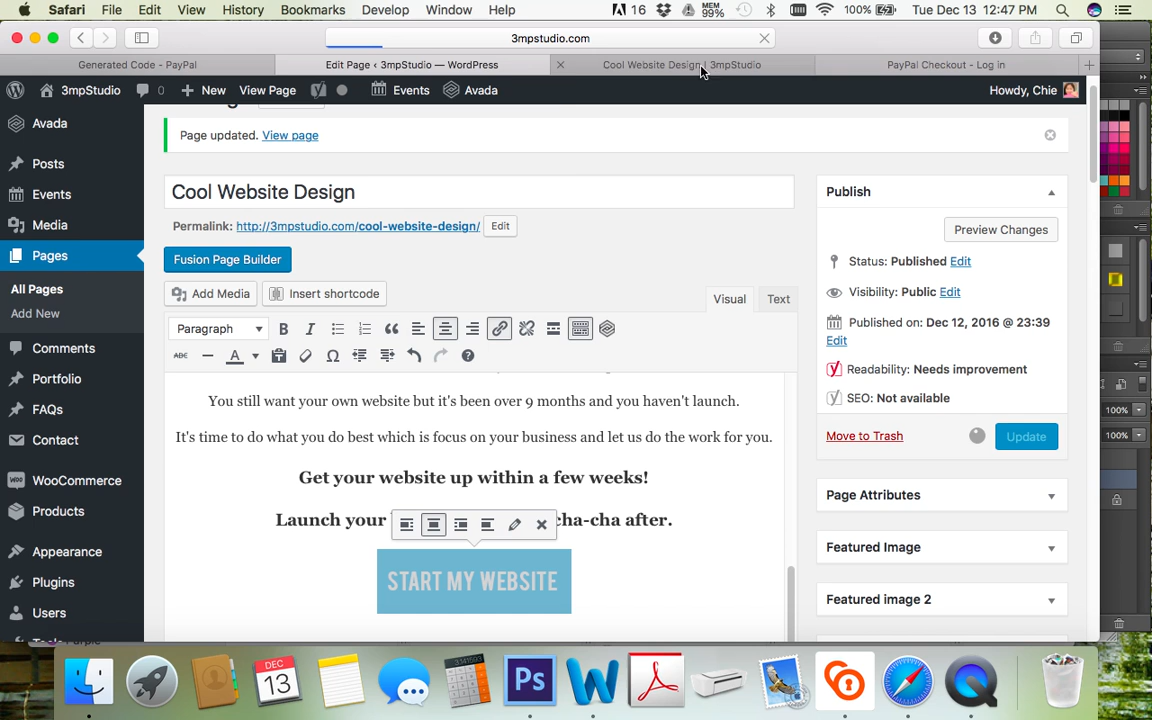 Safari File Edit View History Bookmarks Develop Window Help 16 MEM 99% 100% Tue Dec 13 12:47 PM
3mpstudio.com
Generated Code - PayPal Edit Page ‹ 3mpStudio — WordPress Cool Website Design | 3mpStudio PayPal Checkout - Log in
3mpStudio 0 New View Page Events Avada Howdy, Chie
Avada
Posts
Events
Media
Pages
All Pages
Add New
Comments
Portfolio
FAQs
Contact
WooCommerce
Products
Appearance
Plugins
Users
Page updated. View page
Cool Website Design
Permalink: http://3mpstudio.com/cool-website-design/ Edit
Fusion Page Builder
Add Media Insert shortcode Visual Text
Paragraph B I
ABC A
You still want your own website but it's been over 9 months and you haven't launch.
It's time to do what you do best which is focus on your business and let us do the work for you.
Get your website up within a few weeks!
Launch your cha-cha after.
START MY WEBSITE
Publish
Preview Changes
Status: Published Edit
Visibility: Public Edit
Published on: Dec 12, 2016 @ 23:39
Edit
Readability: Needs improvement
SEO: Not available
Move to Trash Update
Page Attributes
Featured Image
Featured image 2
100%
100%
3141593
DEC
13
Ps
W